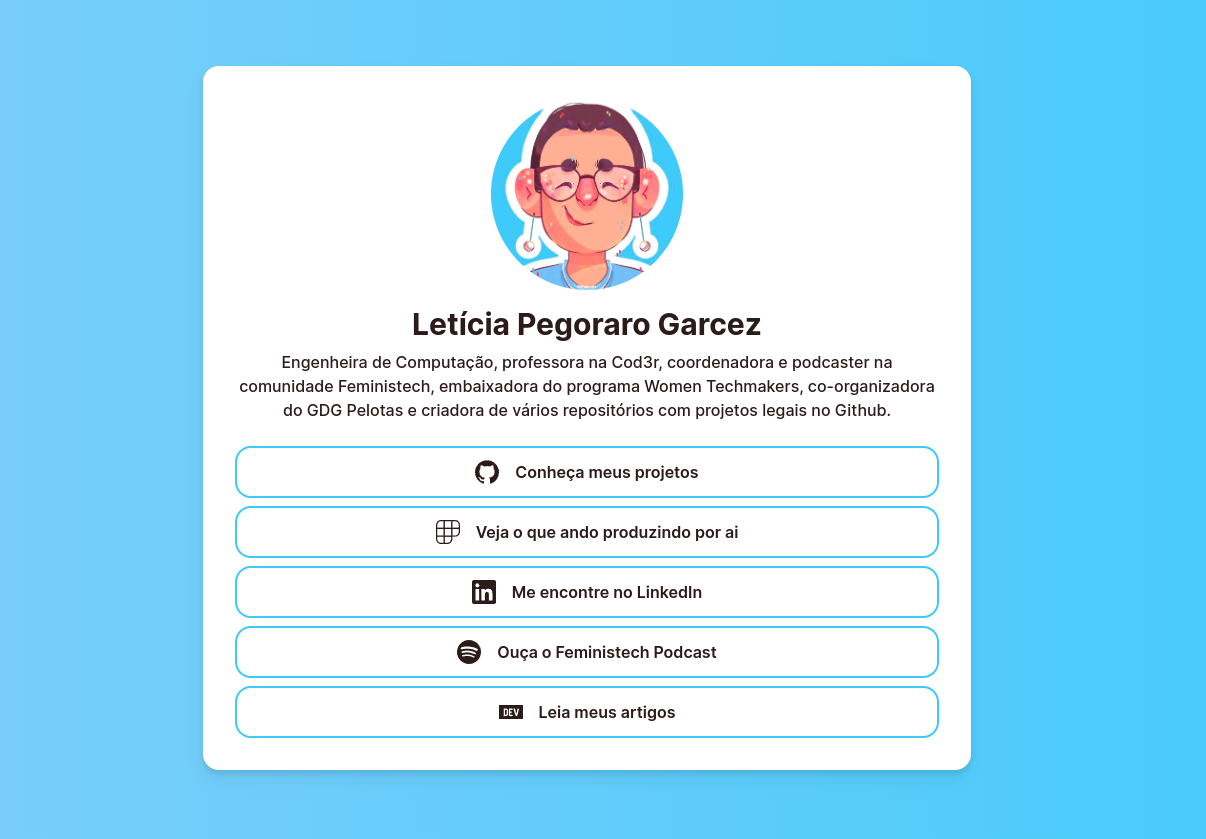 Letícia Pegoraro Garcez
Engenheira de Computação, professora na Cod3r, coordenadora e podcaster na
comunidade Feministech, embaixadora do programa Women Techmakers, co-organizadora
do GDG Pelotas e criadora de vários repositórios com projetos legais no Github.
Conheça meus projetos
Veja o que ando produzindo por ai
in Me encontre no LinkedIn
Ouça o Feministech Podcast
DEV Leia meus artigos